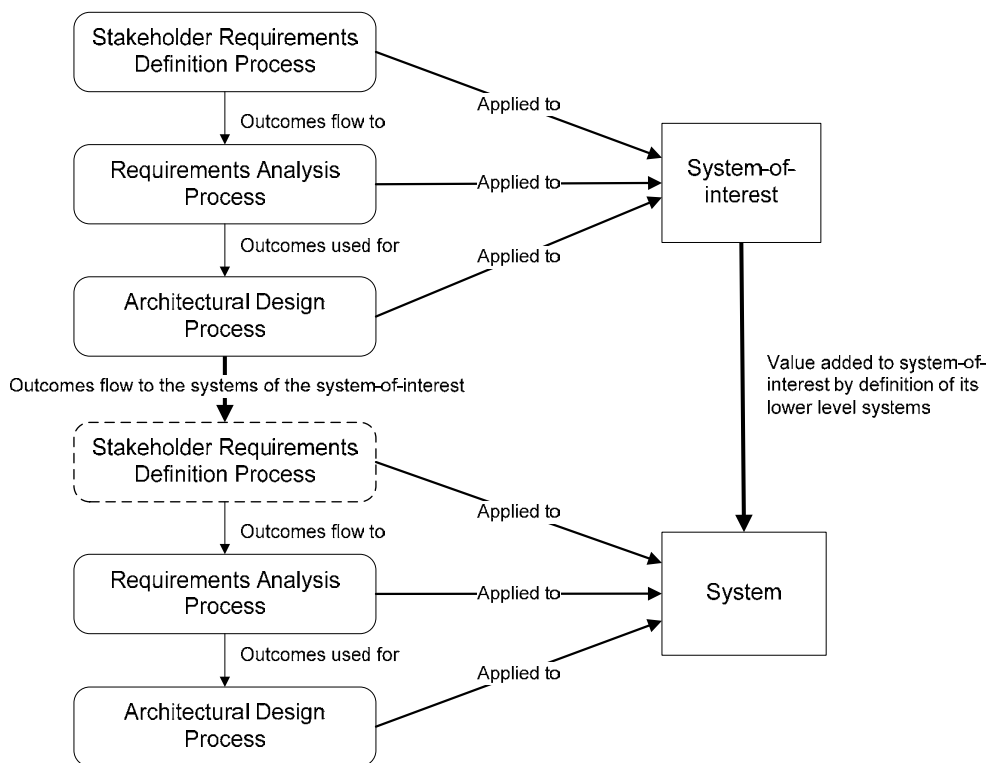 Stakeholder Requirements
Definition Process
Applied to
Outcomes flow to
Requirements Analysis
Process
Applied to
System-of-
interest
Outcomes used for
Applied to
Architectural Design
Process
Outcomes flow to the systems of the system-of-interest
Value added to system-of-
interest by definition of its
lower level systems
Stakeholder Requirements
Definition Process
Applied to
Outcomes flow to
Requirements Analysis
Process
Applied to
System
Outcomes used for
Applied to
Architectural Design
Process